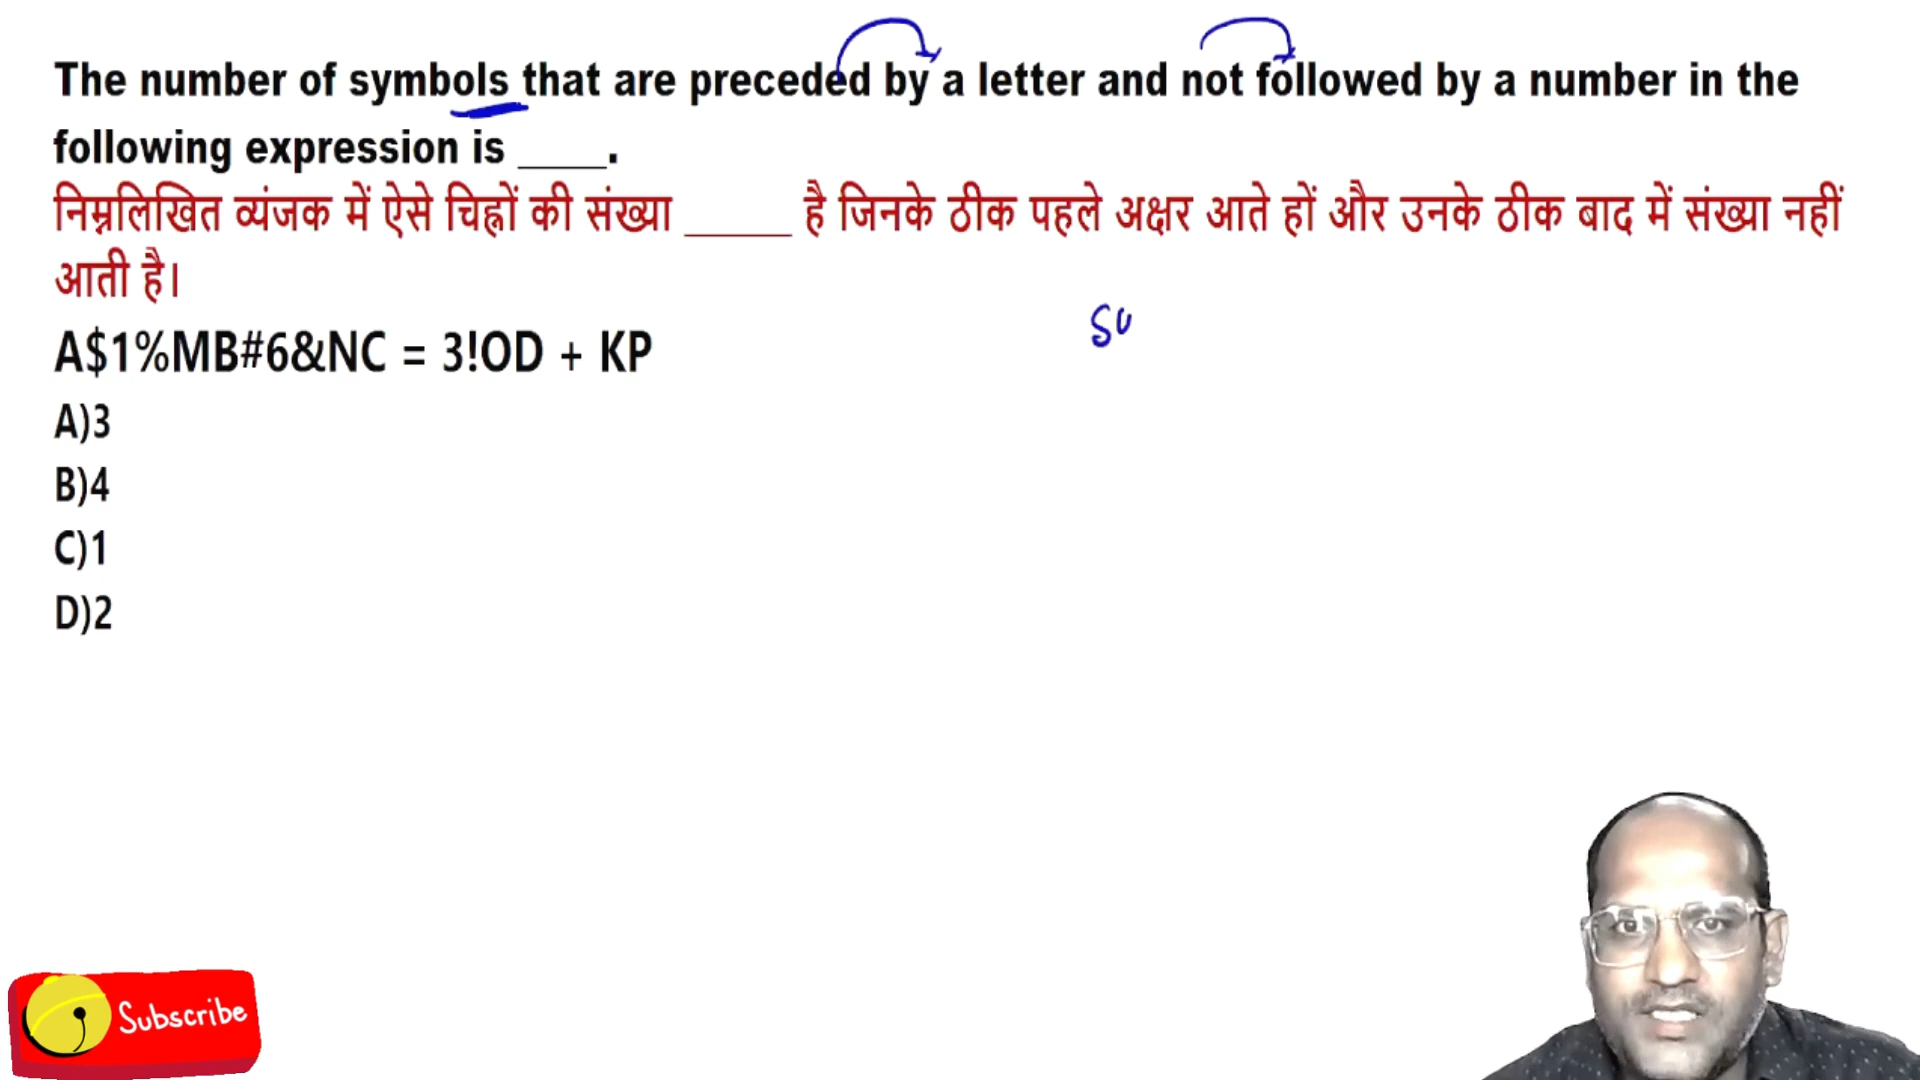 The number of symbols that are preceded by a letter and not followed by a number in the
following expression is ____.
निम्नलिखित व्यंजक में ऐसे चिह्नों की संख्या _____ है जिनके ठीक पहले अक्षर आते हों और उनके ठीक बाद में संख्या नहीं
आती है।
su
A$1%MB#6&NC = 3!OD + KP
A)3
B)4
C)1
D)2
Subscribe